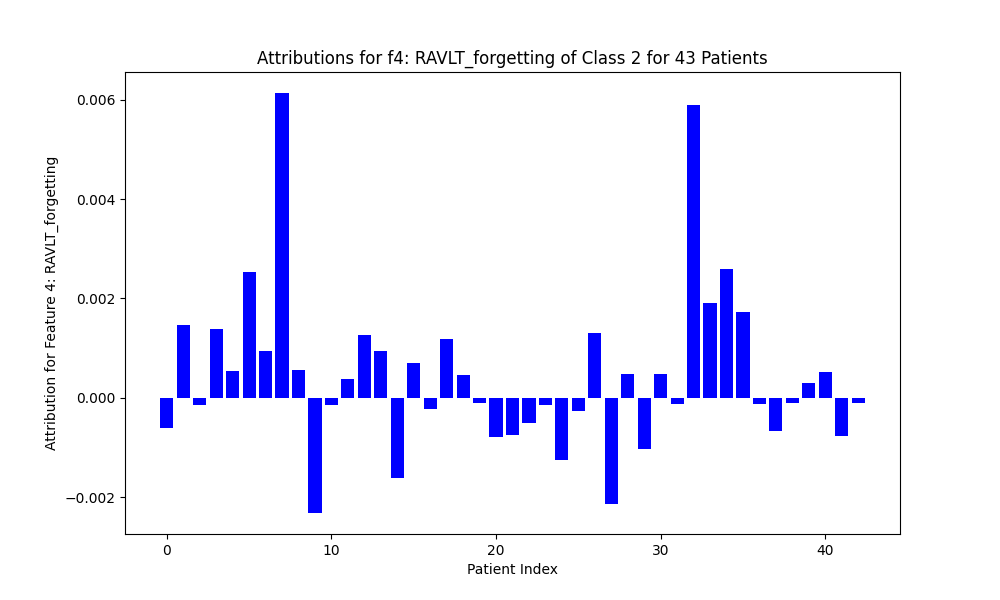 Attributions for f4: RAVLT_forgetting of Class 2 for 43 Patients
Attribution for Feature 4: RAVLT_forgetting
0.006
0.004
0.002
0.000
−0.002
0 10 20 30 40
Patient Index